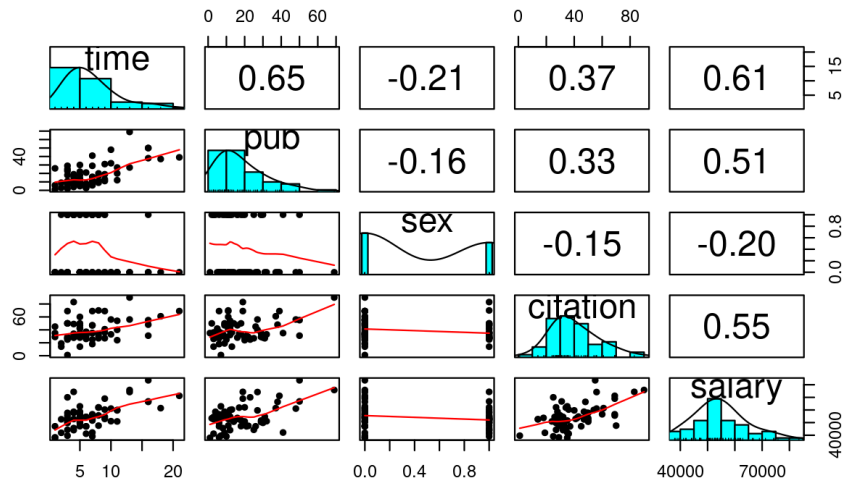 0 20 40 60 0 40 80
time 0.65 -0.21 0.37 0.61 5 15
0 40 pub -0.16 0.33 0.51
sex -0.15 -0.20 0.0 0.8
0 60 citation 0.55
salary 40000
5 10 20 0.0 0.4 0.8 40000 70000